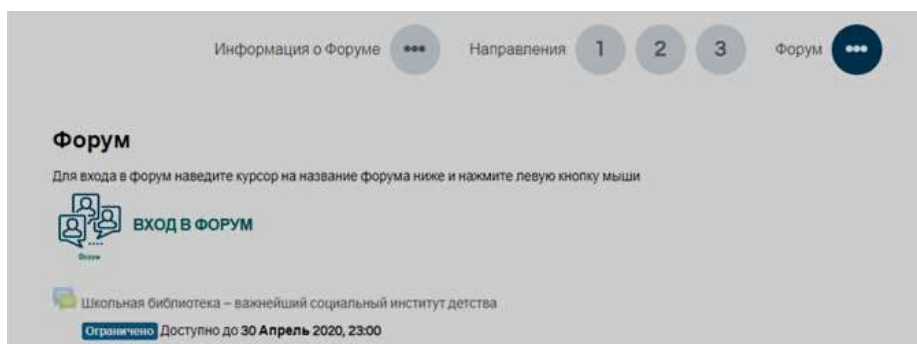 Информация о Форуме ••• Направления 1 2 3 Форум •••
Форум
Для входа в форум наведите курсор на название форума ниже и нажмите левую кнопку мыши
ВХОД В ФОРУМ
Форум
Школьная библиотека – важнейший социальный институт детства
Ограничено Доступно до 30 Апрель 2020, 23:00